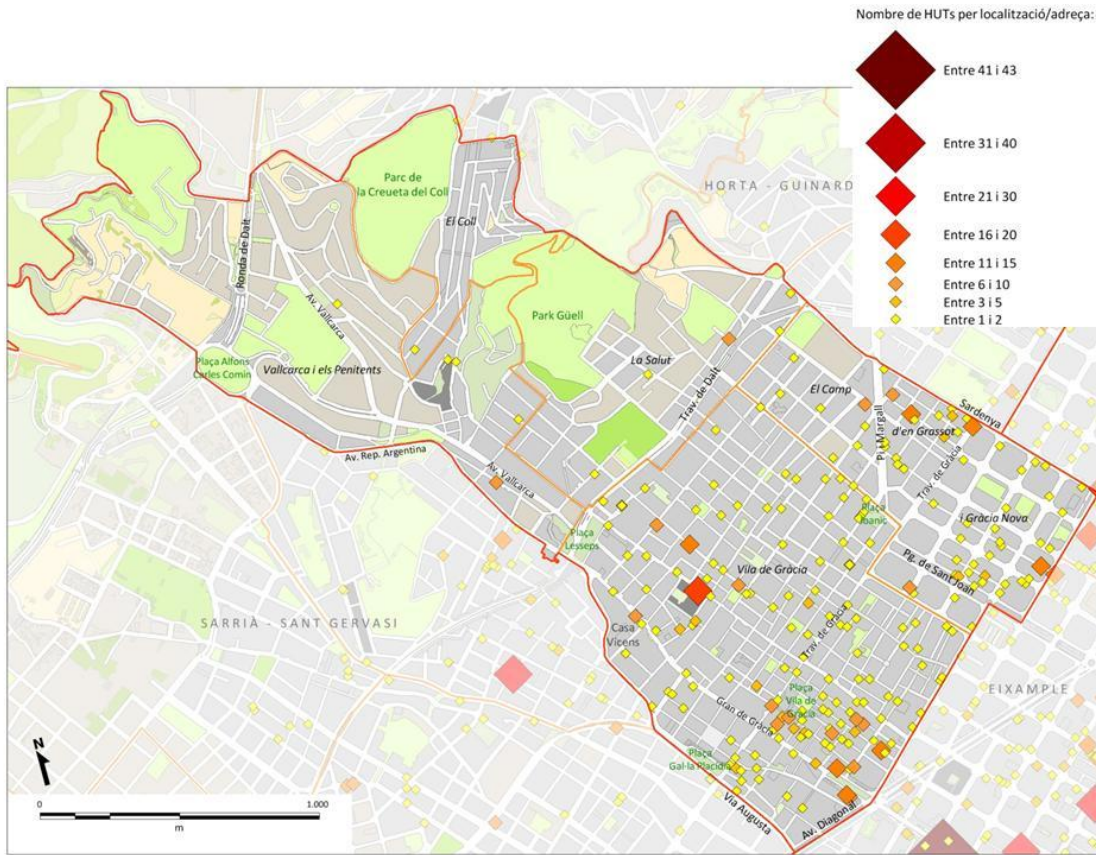 Nombre de HUTs per localització/adreça:
Entre 41 i 43
Entre 31 i 40
Entre 21 i 30
Entre 16 i 20
Entre 11 i 15
Entre 6 i 10
Entre 3 i 5
Entre 1 i 2
Parc de
la Creueta del Coll
El Coll
HORTA - GUINARD
Ronda de Dalt
Av. Vallcarca
Park Güell
Plaça Alfons
Carles Comín
Vallcarca i els Penitents
La Salut
Trav. de Dalt
El Camp
d'en Grassot
Sardenya
Pi i Margall
Trav. de Gràcia
Av. Rep. Argentina
Av. Vallcarca
i Gràcia Nova
Plaça
Joanic
Plaça
Lesseps
Pg. de Sant Joan
Vila de Gràcia
SARRIÀ - SANT GERVASI
Casa
Vicens
Trav. de Gràcia
EIXAMPLE
Plaça
Vila de
Gràcia
Gran de Gràcia
Plaça
Gal·la Placídia
N
Via Augusta
Av. Diagonal
0
1.000
m